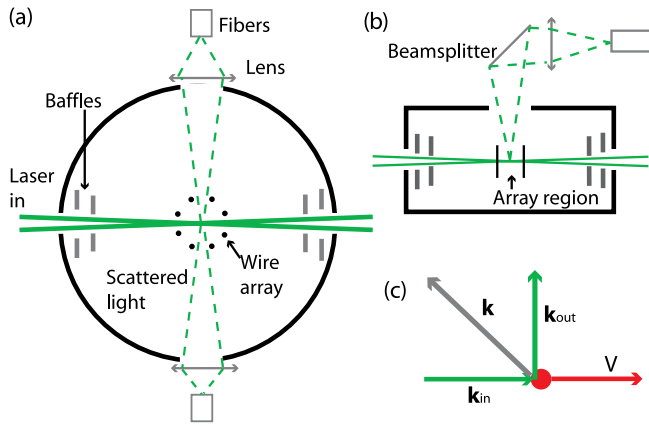 (a)
Fibers
Lens
Baffles
Laser
in
Scattered
light
Wire
array
(b)
Beamsplitter
Array region
(c)
k
kout
kin
V